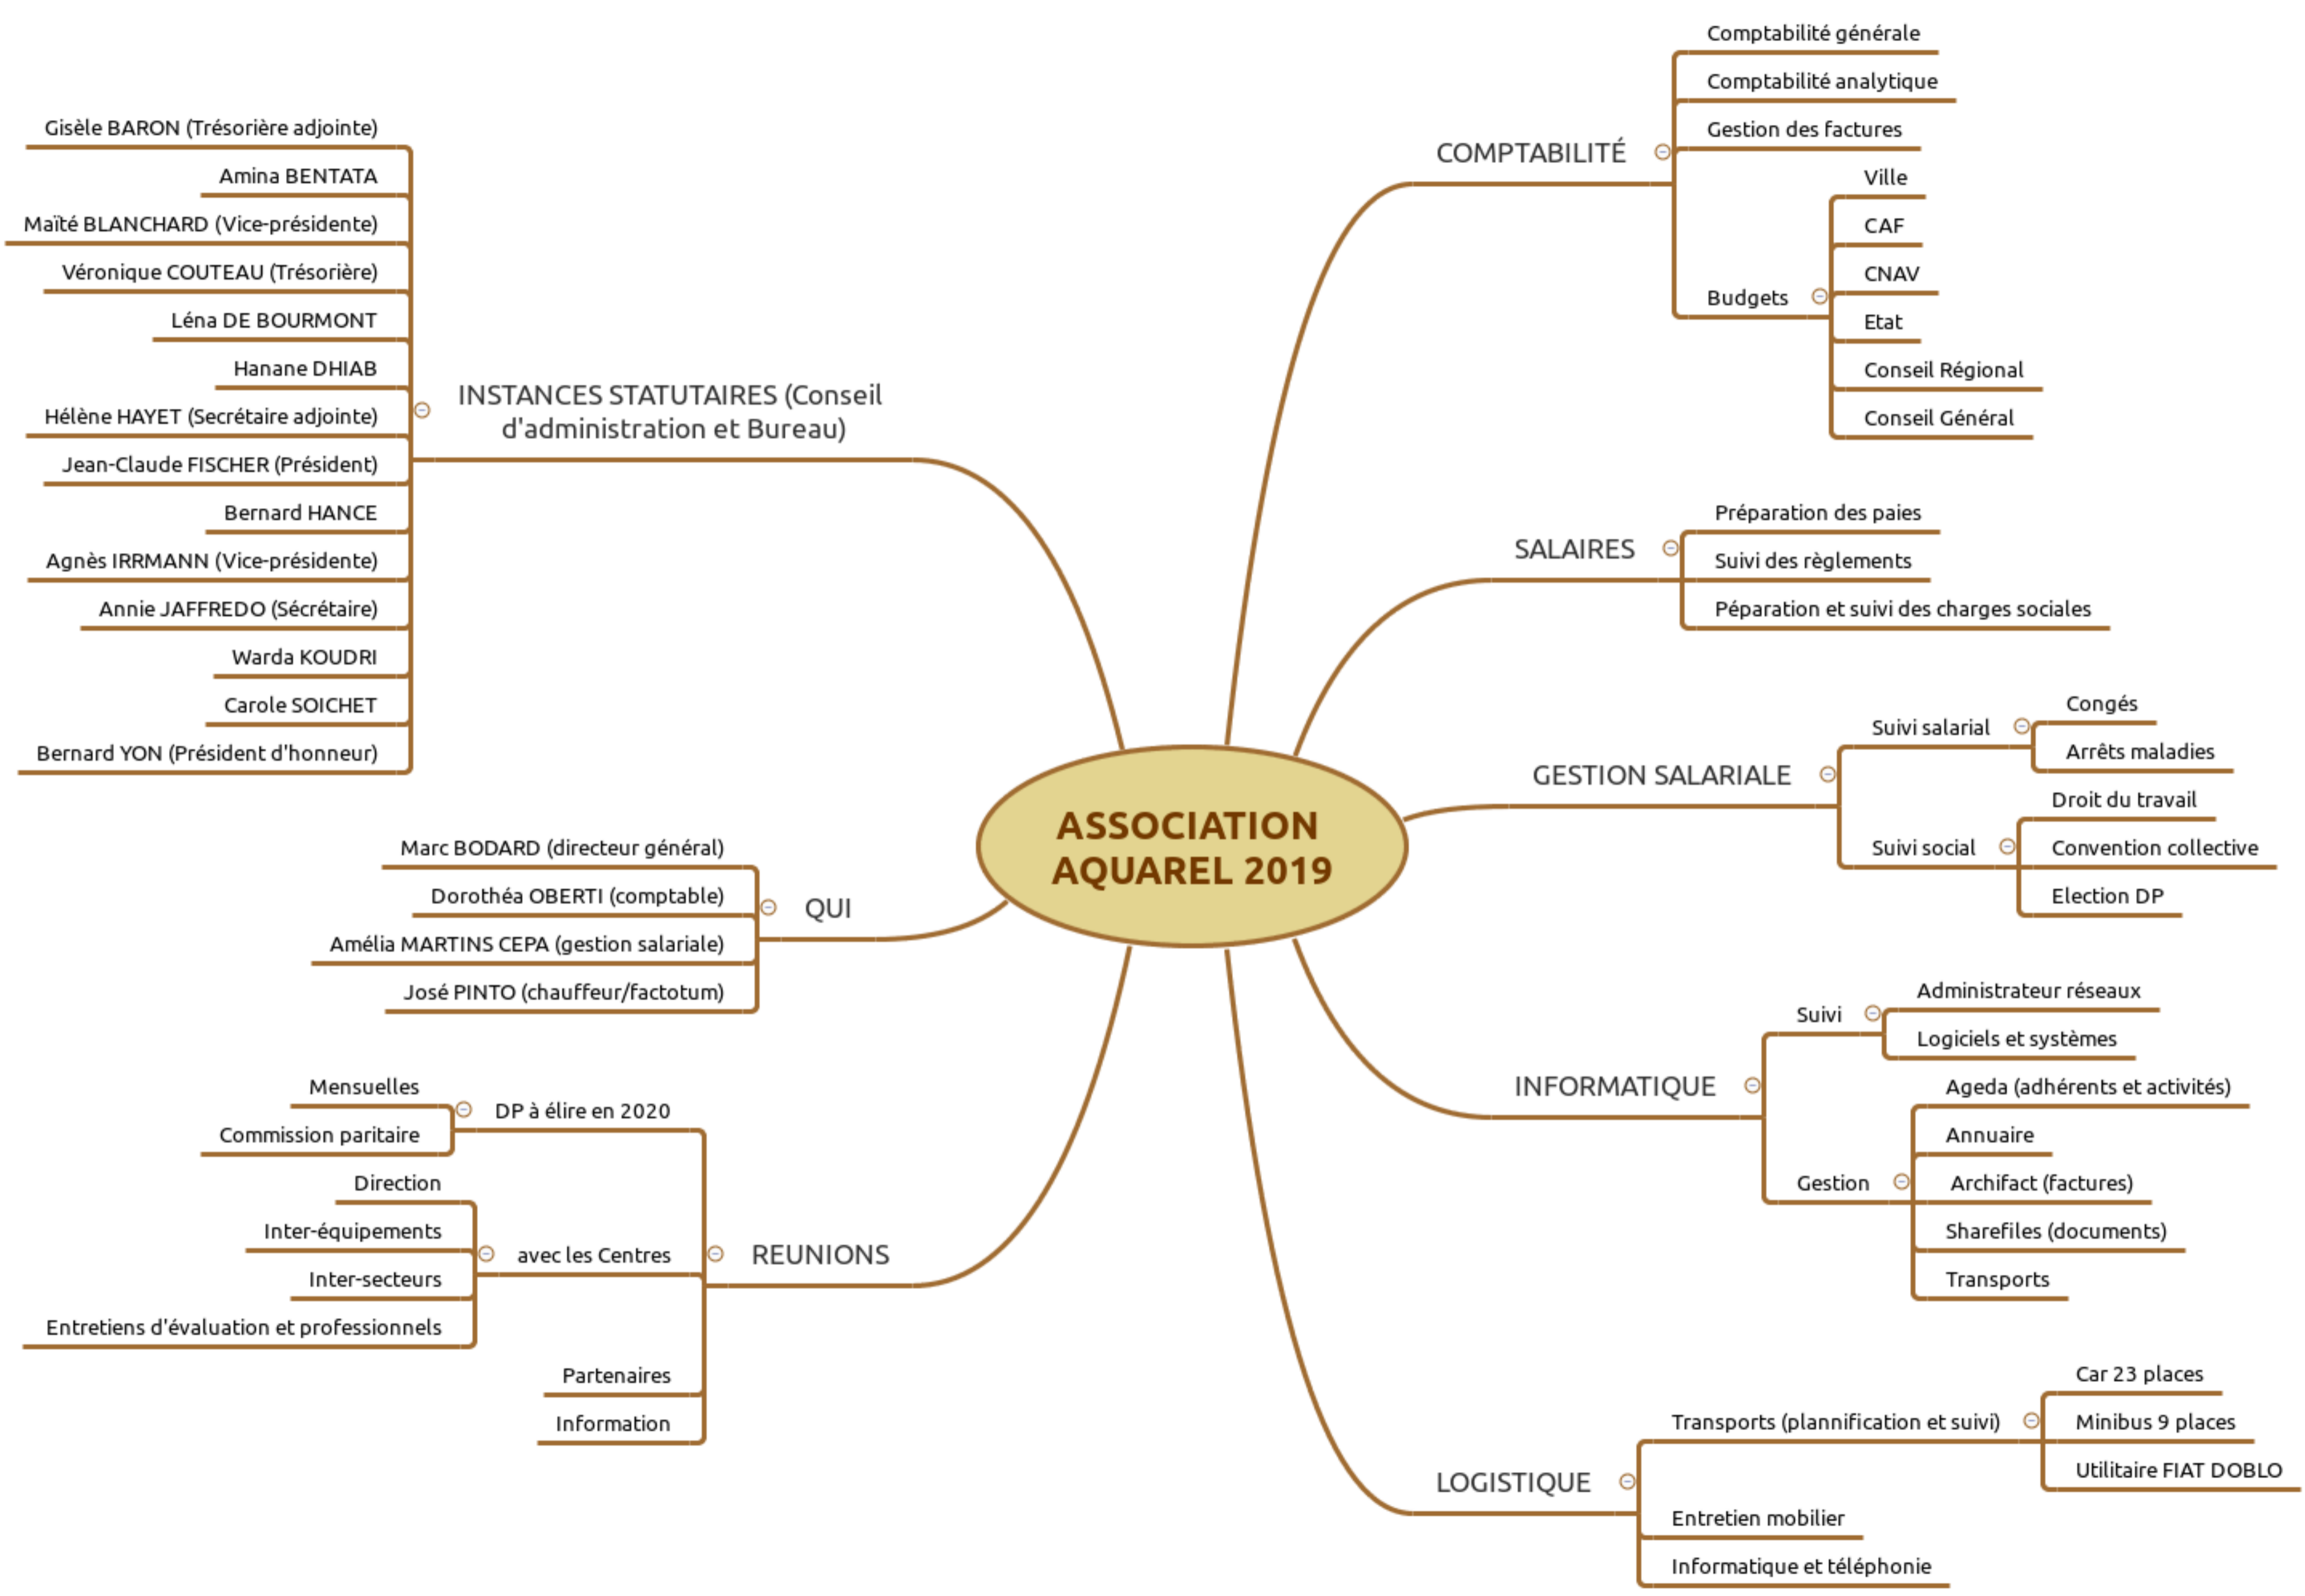 ASSOCIATION
AQUAREL 2019
COMPTABILITÉ
Comptabilité générale
Comptabilité analytique
Gestion des factures
Budgets
Ville
CAF
CNAV
Etat
Conseil Régional
Conseil Général
SALAIRES
Préparation des paies
Suivi des règlements
Péparation et suivi des charges sociales
GESTION SALARIALE
Suivi salarial
Congés
Arrêts maladies
Suivi social
Droit du travail
Convention collective
Election DP
INFORMATIQUE
Suivi
Administrateur réseaux
Logiciels et systèmes
Gestion
Ageda (adhérents et activités)
Annuaire
Archifact (factures)
Sharefiles (documents)
Transports
LOGISTIQUE
Transports (plannification et suivi)
Car 23 places
Minibus 9 places
Utilitaire FIAT DOBLO
Entretien mobilier
Informatique et téléphonie
INSTANCES STATUTAIRES (Conseil
d'administration et Bureau)
Gisèle BARON (Trésorière adjointe)
Amina BENTATA
Maïté BLANCHARD (Vice-présidente)
Véronique COUTEAU (Trésorière)
Léna DE BOURMONT
Hanane DHIAB
Hélène HAYET (Secrétaire adjointe)
Jean-Claude FISCHER (Président)
Bernard HANCE
Agnès IRRMANN (Vice-présidente)
Annie JAFFREDO (Sécrétaire)
Warda KOUDRI
Carole SOICHET
Bernard YON (Président d'honneur)
QUI
Marc BODARD (directeur général)
Dorothéa OBERTI (comptable)
Amélia MARTINS CEPA (gestion salariale)
José PINTO (chauffeur/factotum)
REUNIONS
DP à élire en 2020
Mensuelles
Commission paritaire
avec les Centres
Direction
Inter-équipements
Inter-secteurs
Entretiens d'évaluation et professionnels
Partenaires
Information